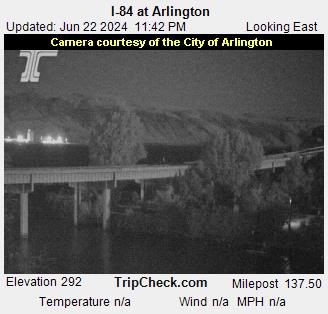 I-84 at Arlington
Updated: Jun 22 2024 11:42 PM Looking East
Camera courtesy of the City of Arlington
Elevation 292 TripCheck.com Milepost 137.50
Temperature n/a Wind n/a MPH n/a